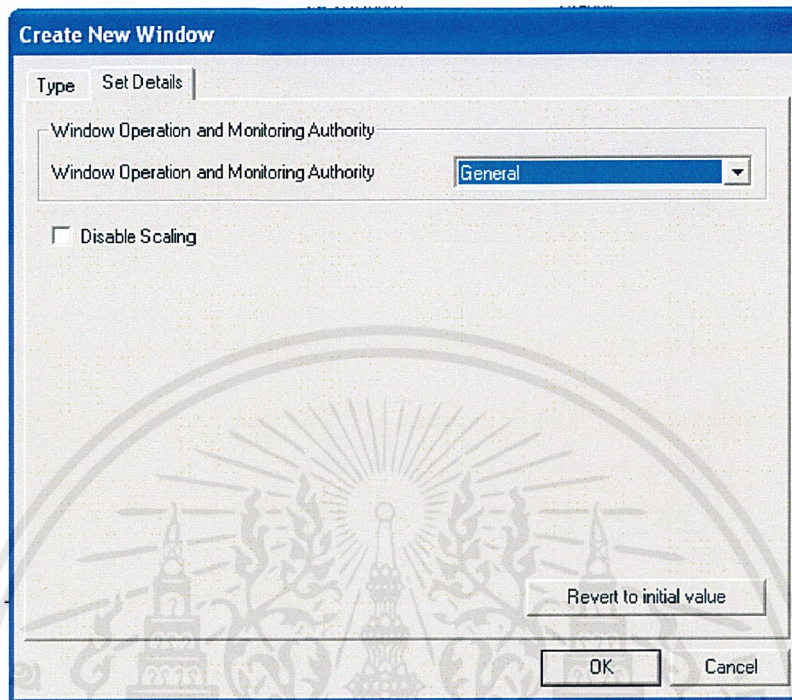 Create New Window
Type Set Details
Window Operation and Monitoring Authority
Window Operation and Monitoring Authority General
Disable Scaling
Revert to initial value
OK Cancel